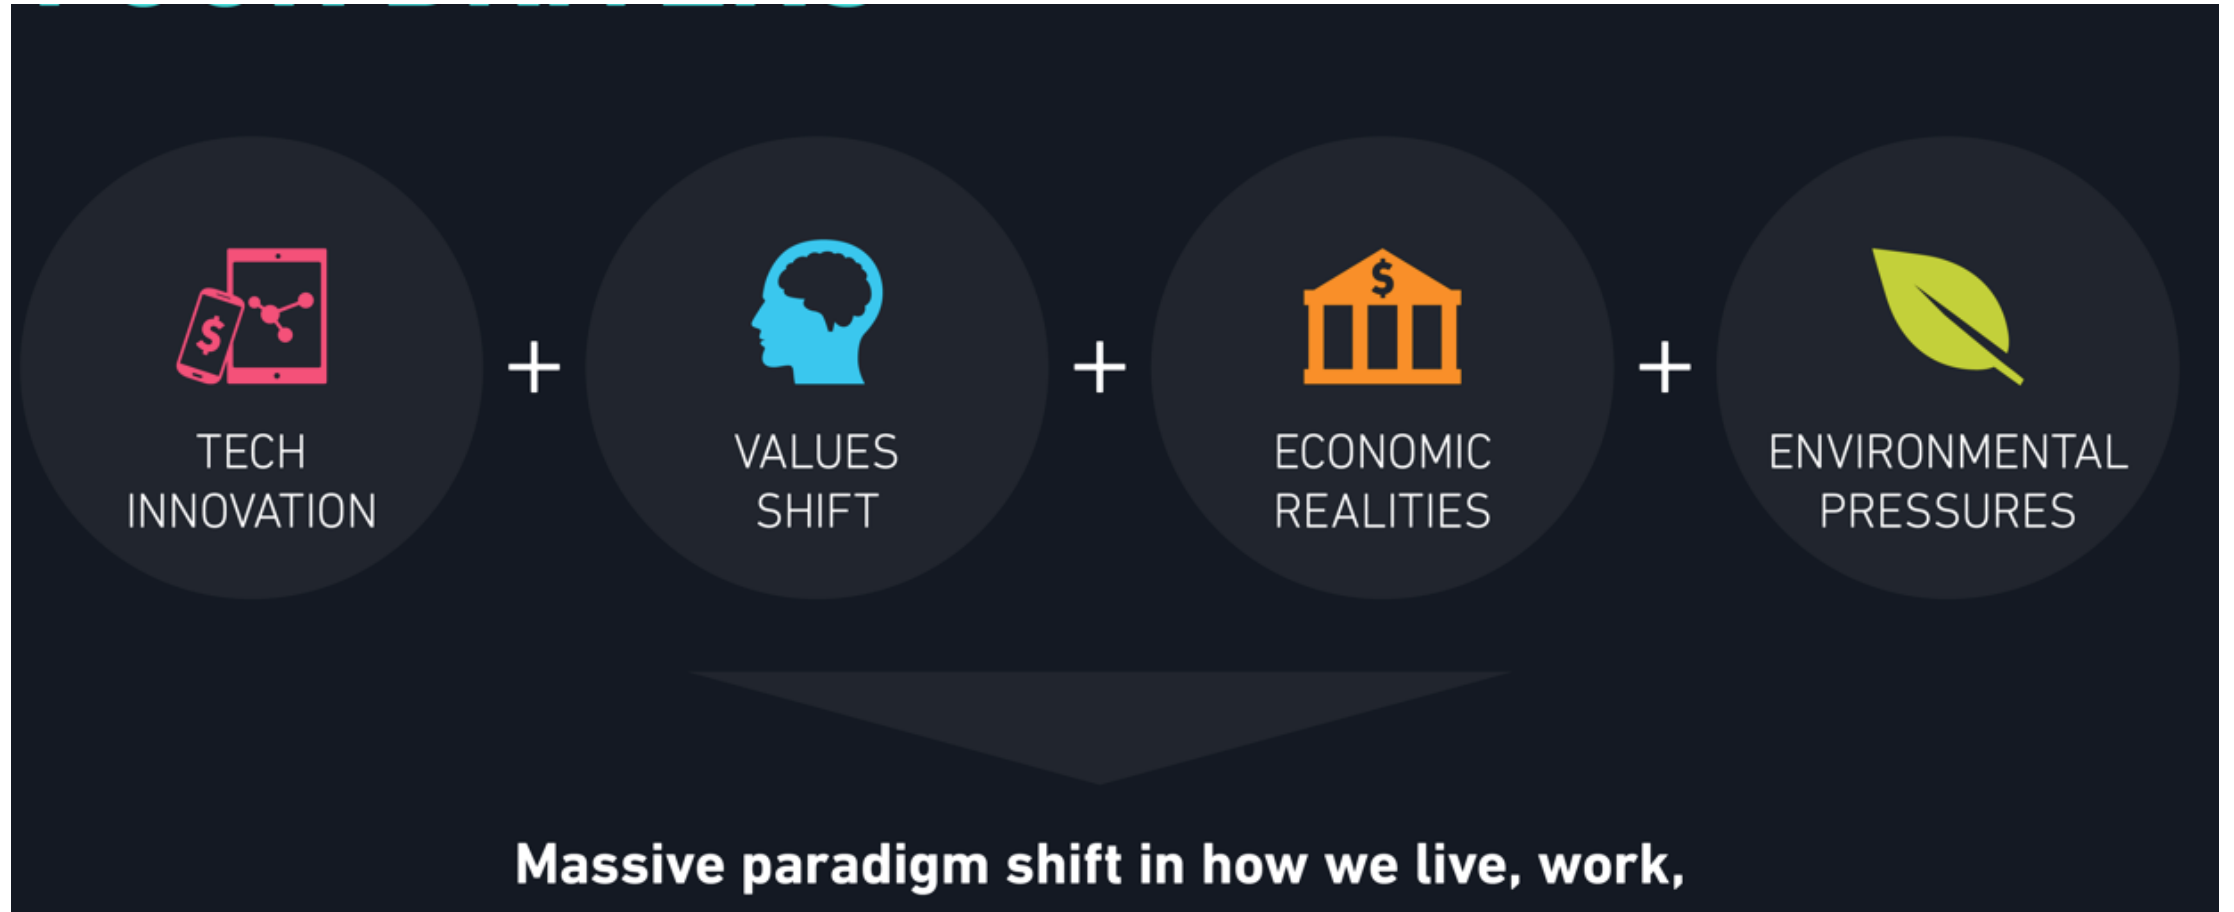 TECH
INNOVATION
+
VALUES
SHIFT
+
ECONOMIC
REALITIES
+
ENVIRONMENTAL
PRESSURES
$
$
Massive paradigm shift in how we live, work,